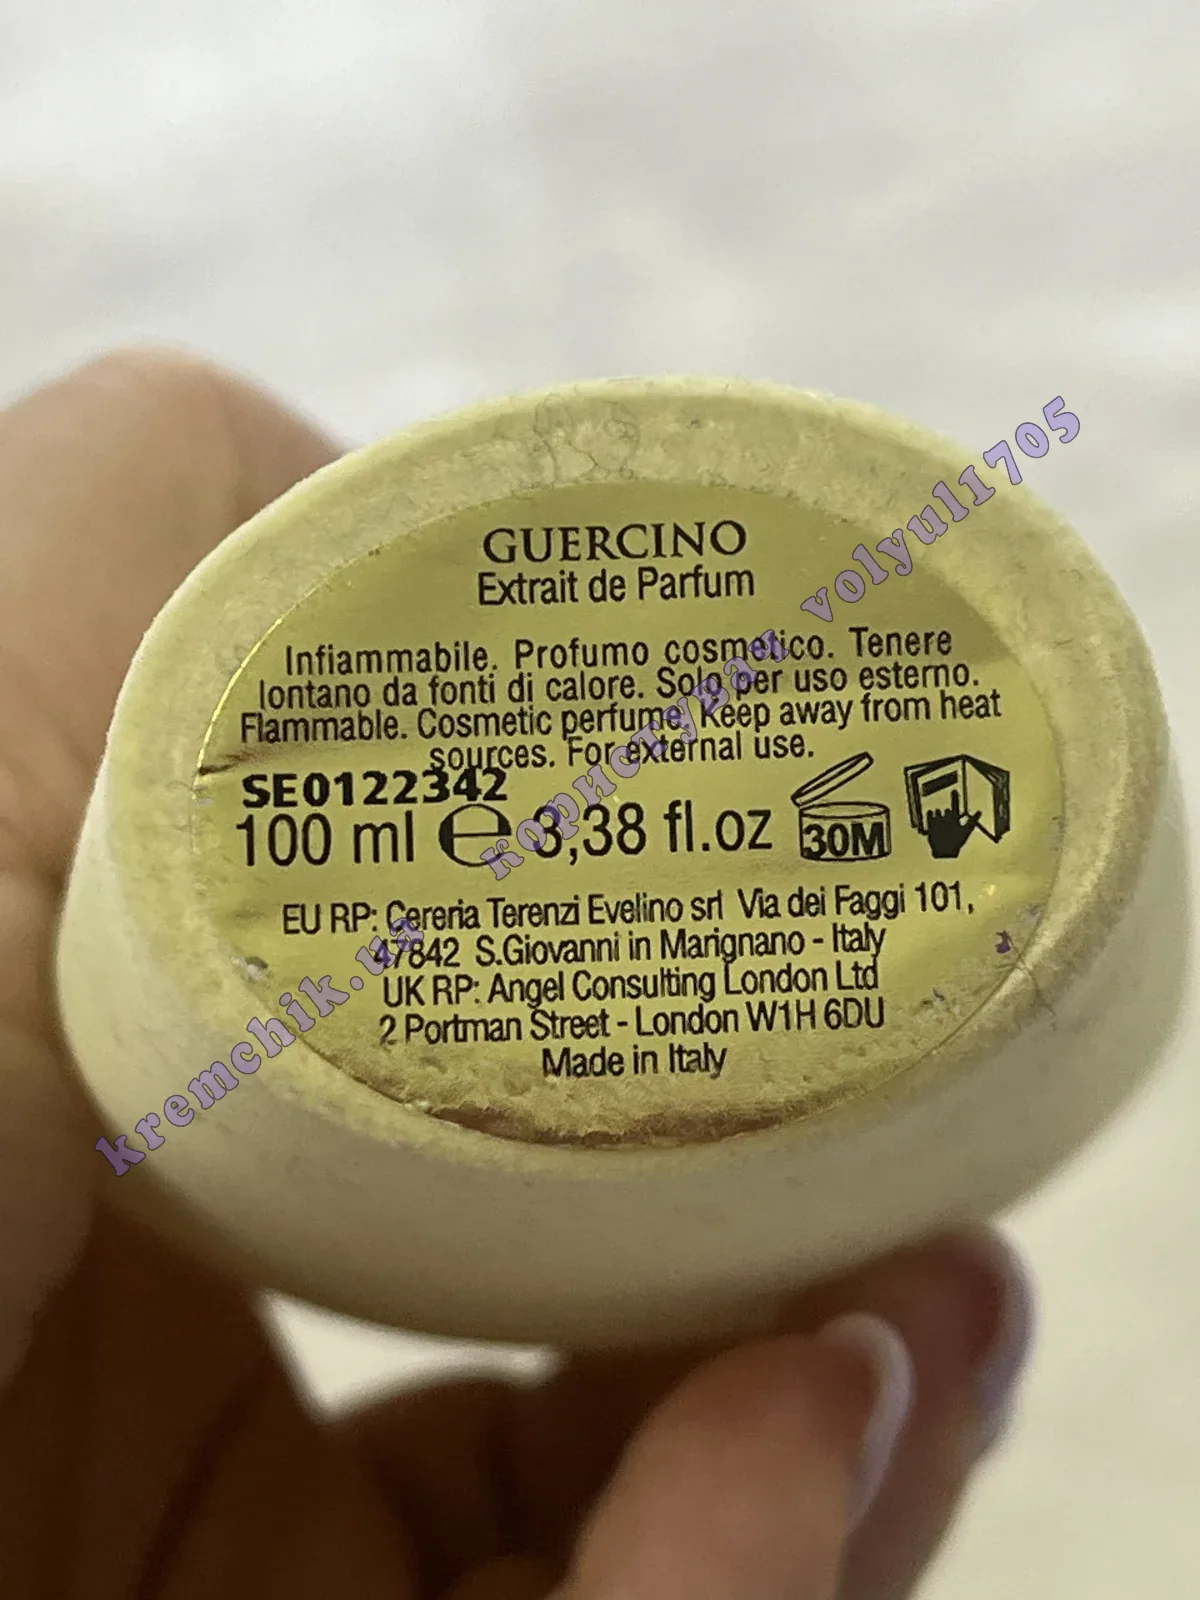 GUERCINO
Extrait de Parfum
Infiammabile. Profumo cosmetico. Tenere
lontano da fonti di calore. Solo per uso esterno.
Flammable. Cosmetic perfume. Keep away from heat
sources. For external use.
SE0122342
100 ml ℮ 3,38 fl.oz 30M
EU RP: Cereria Terenzi Evelino srl Via dei Faggi 101,
47842 S.Giovanni in Marignano - Italy
UK RP: Angel Consulting London Ltd
2 Portman Street - London W1H 6DU
Made in Italy
kremchik.ua користувач volyul1705